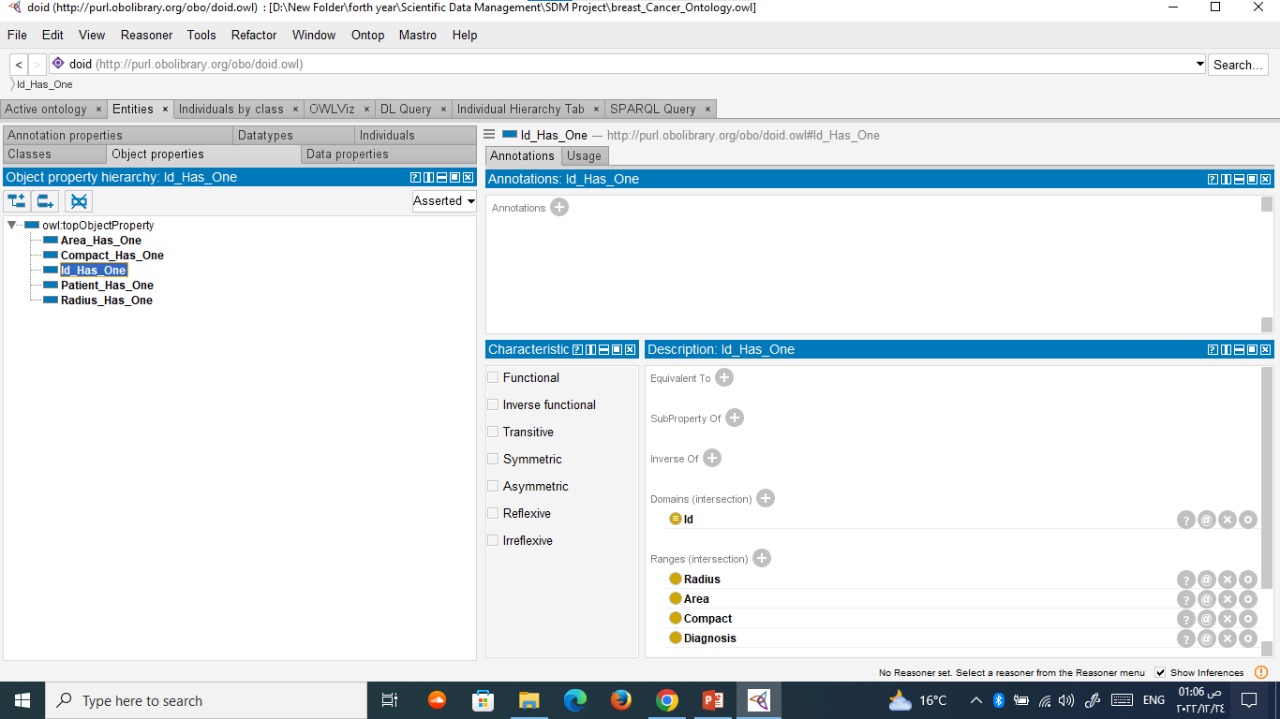 doid (http://purl.obolibrary.org/obo/doid.owl) : [D:\New Folder\forth year\Scientific Data Management\SDM Project\breast_Cancer_Ontology.owl]
File Edit View Reasoner Tools Refactor Window Ontop Mastro Help
< > doid (http://purl.obolibrary.org/obo/doid.owl) Search...
Id_Has_One
Active ontology × Entities × Individuals by class × OWLViz × DL Query × Individual Hierarchy Tab × SPARQL Query ×
Annotation properties Datatypes Individuals
Classes Object properties Data properties
Object property hierarchy: Id_Has_One
Asserted
owl:topObjectProperty
Area_Has_One
Compact_Has_One
Id_Has_One
Patient_Has_One
Radius_Has_One
Id_Has_One — http://purl.obolibrary.org/obo/doid.owl#Id_Has_One
Annotations Usage
Annotations: Id_Has_One
Annotations
Characteristic
Functional
Inverse functional
Transitive
Symmetric
Asymmetric
Reflexive
Irreflexive
Description: Id_Has_One
Equivalent To
SubProperty Of
Inverse Of
Domains (intersection)
Id
Ranges (intersection)
Radius
Area
Compact
Diagnosis
No Reasoner set. Select a reasoner from the Reasoner menu Show Inferences
Type here to search
16°C
ENG
01:06 ص
٢٠٢٢/١٢/٢٤